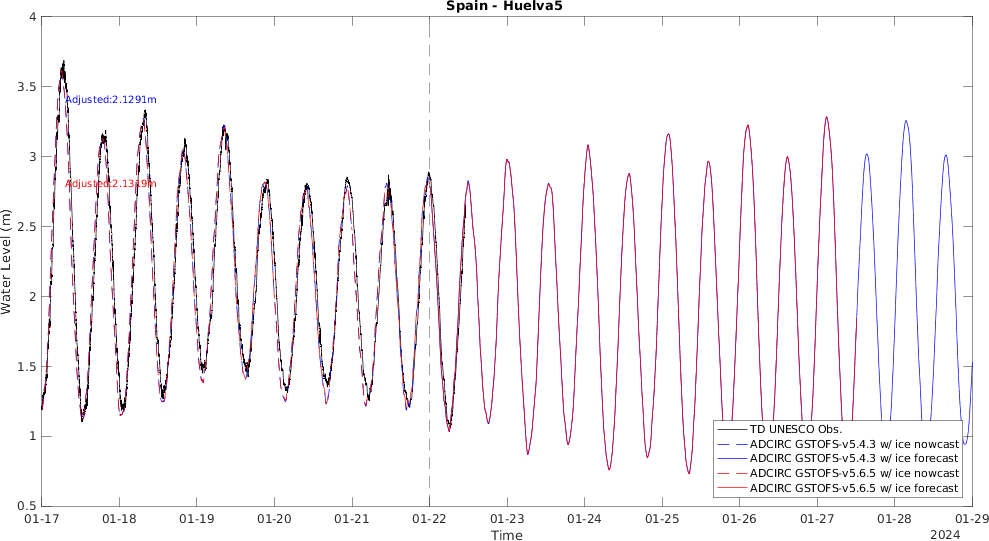 Spain - Huelva5
Water Level (m)
4
3.5
3
2.5
2
1.5
1
0.5
Adjusted:2.1291m
Adjusted:2.1319m
TD UNESCO Obs.
ADCIRC GSTOFS-v5.4.3 w/ ice nowcast
ADCIRC GSTOFS-v5.4.3 w/ ice forecast
ADCIRC GSTOFS-v5.6.5 w/ ice nowcast
ADCIRC GSTOFS-v5.6.5 w/ ice forecast
01-17 01-18 01-19 01-20 01-21 01-22 01-23 01-24 01-25 01-26 01-27 01-28 01-29
Time
2024